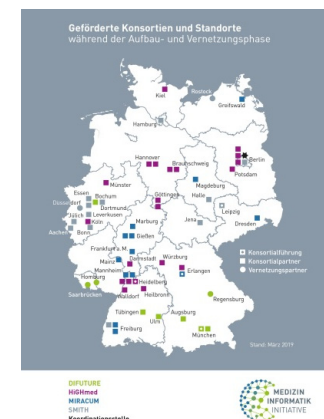 Geförderte Konsortien und Standorte
während der Aufbau- und Vernetzungsphase
Kiel
Rostock
Greifswald
Hamburg
Hannover
Braunschweig
Berlin
Potsdam
Münster
Magdeburg
Göttingen
Halle
Essen
Bochum
Dortmund
Düsseldorf
Leverkusen
Jülich
Köln
Aachen
Bonn
Leipzig
Jena
Dresden
Marburg
Gießen
Frankfurt a. M.
Mainz
Darmstadt
Würzburg
Mannheim
Homburg
Heidelberg
Erlangen
Saarbrücken
Walldorf
Heilbronn
Regensburg
Tübingen
Augsburg
Ulm
München
Freiburg
Konsortialführung
Konsortialpartner
Vernetzungspartner
Stand: März 2019
DIFUTURE
HiGHmed
MIRACUM
SMITH
Koordinationsstelle
MEDIZIN
INFORMATIK
INITIATIVE